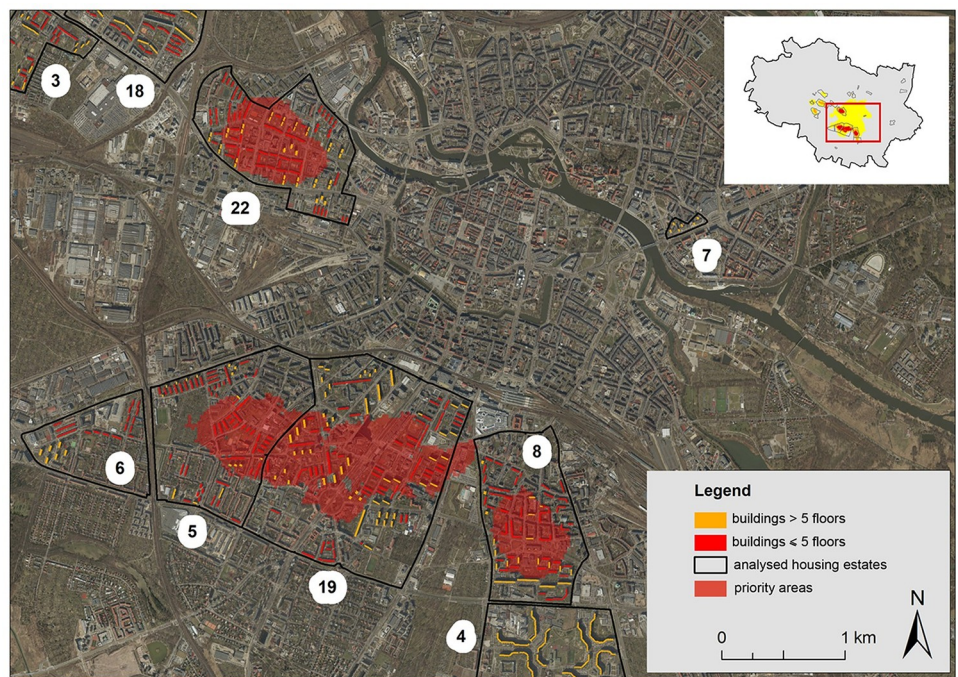 3
18
22
7
8
6
5
19
4
Legend
buildings > 5 floors
buildings ⩽ 5 floors
analysed housing estates
priority areas
N
0 1 km